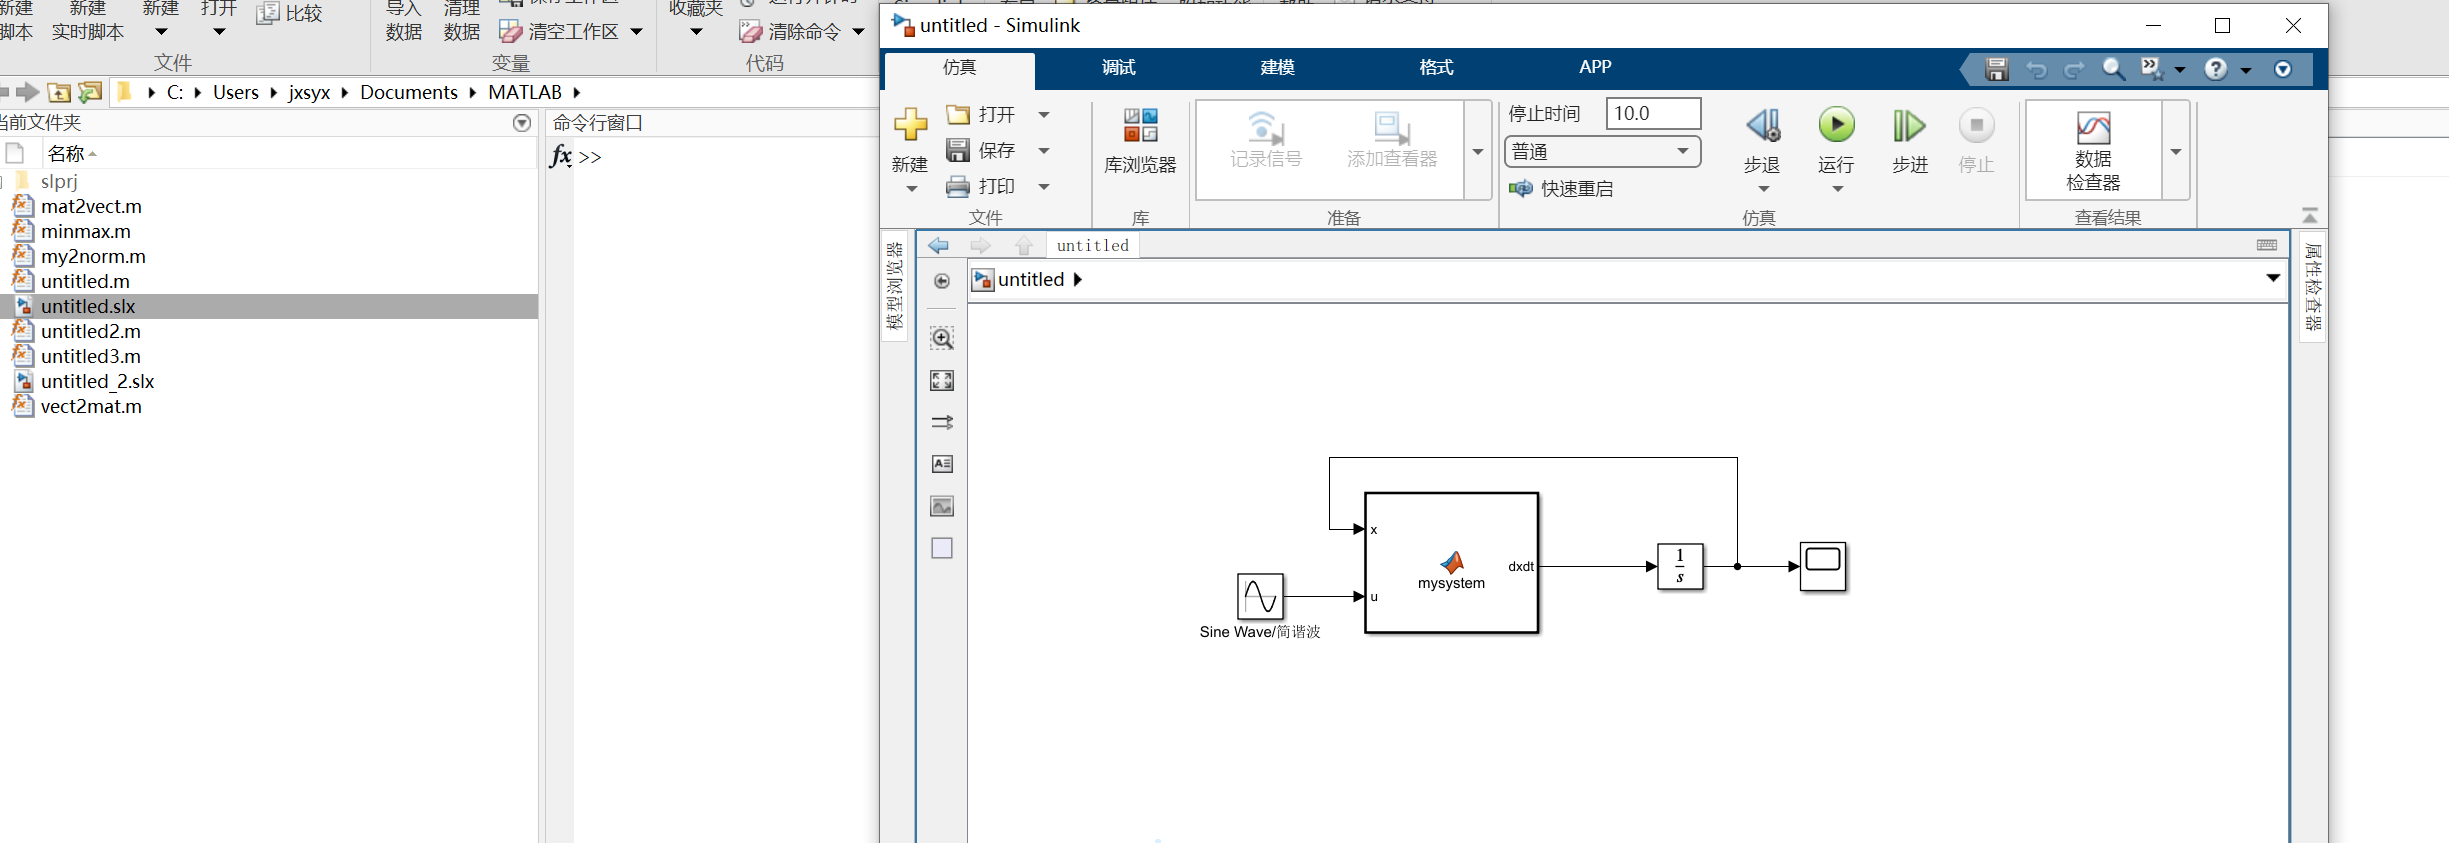 新建 新建 新建 打开 比较 导入 清理 保存工作区 收藏夹
脚本 实时脚本 数据 数据 清空工作区 清除命令
文件 变量 代码
C: Users jxsyx Documents MATLAB
当前文件夹
名称
slprj
mat2vect.m
minmax.m
my2norm.m
untitled.m
untitled.slx
untitled2.m
untitled3.m
untitled_2.slx
vect2mat.m
命令行窗口
fx >>
untitled - Simulink
仿真 调试 建模 格式 APP
新建
打开
保存
打印
文件
库浏览器
库
记录信号 添加查看器
准备
停止时间 10.0
普通
快速重启
步退 运行 步进 停止
仿真
数据
检查器
查看结果
模型浏览器
untitled
untitled
属性检查器
x
u
mysystem
dxdt
1
s
Sine Wave/简谐波